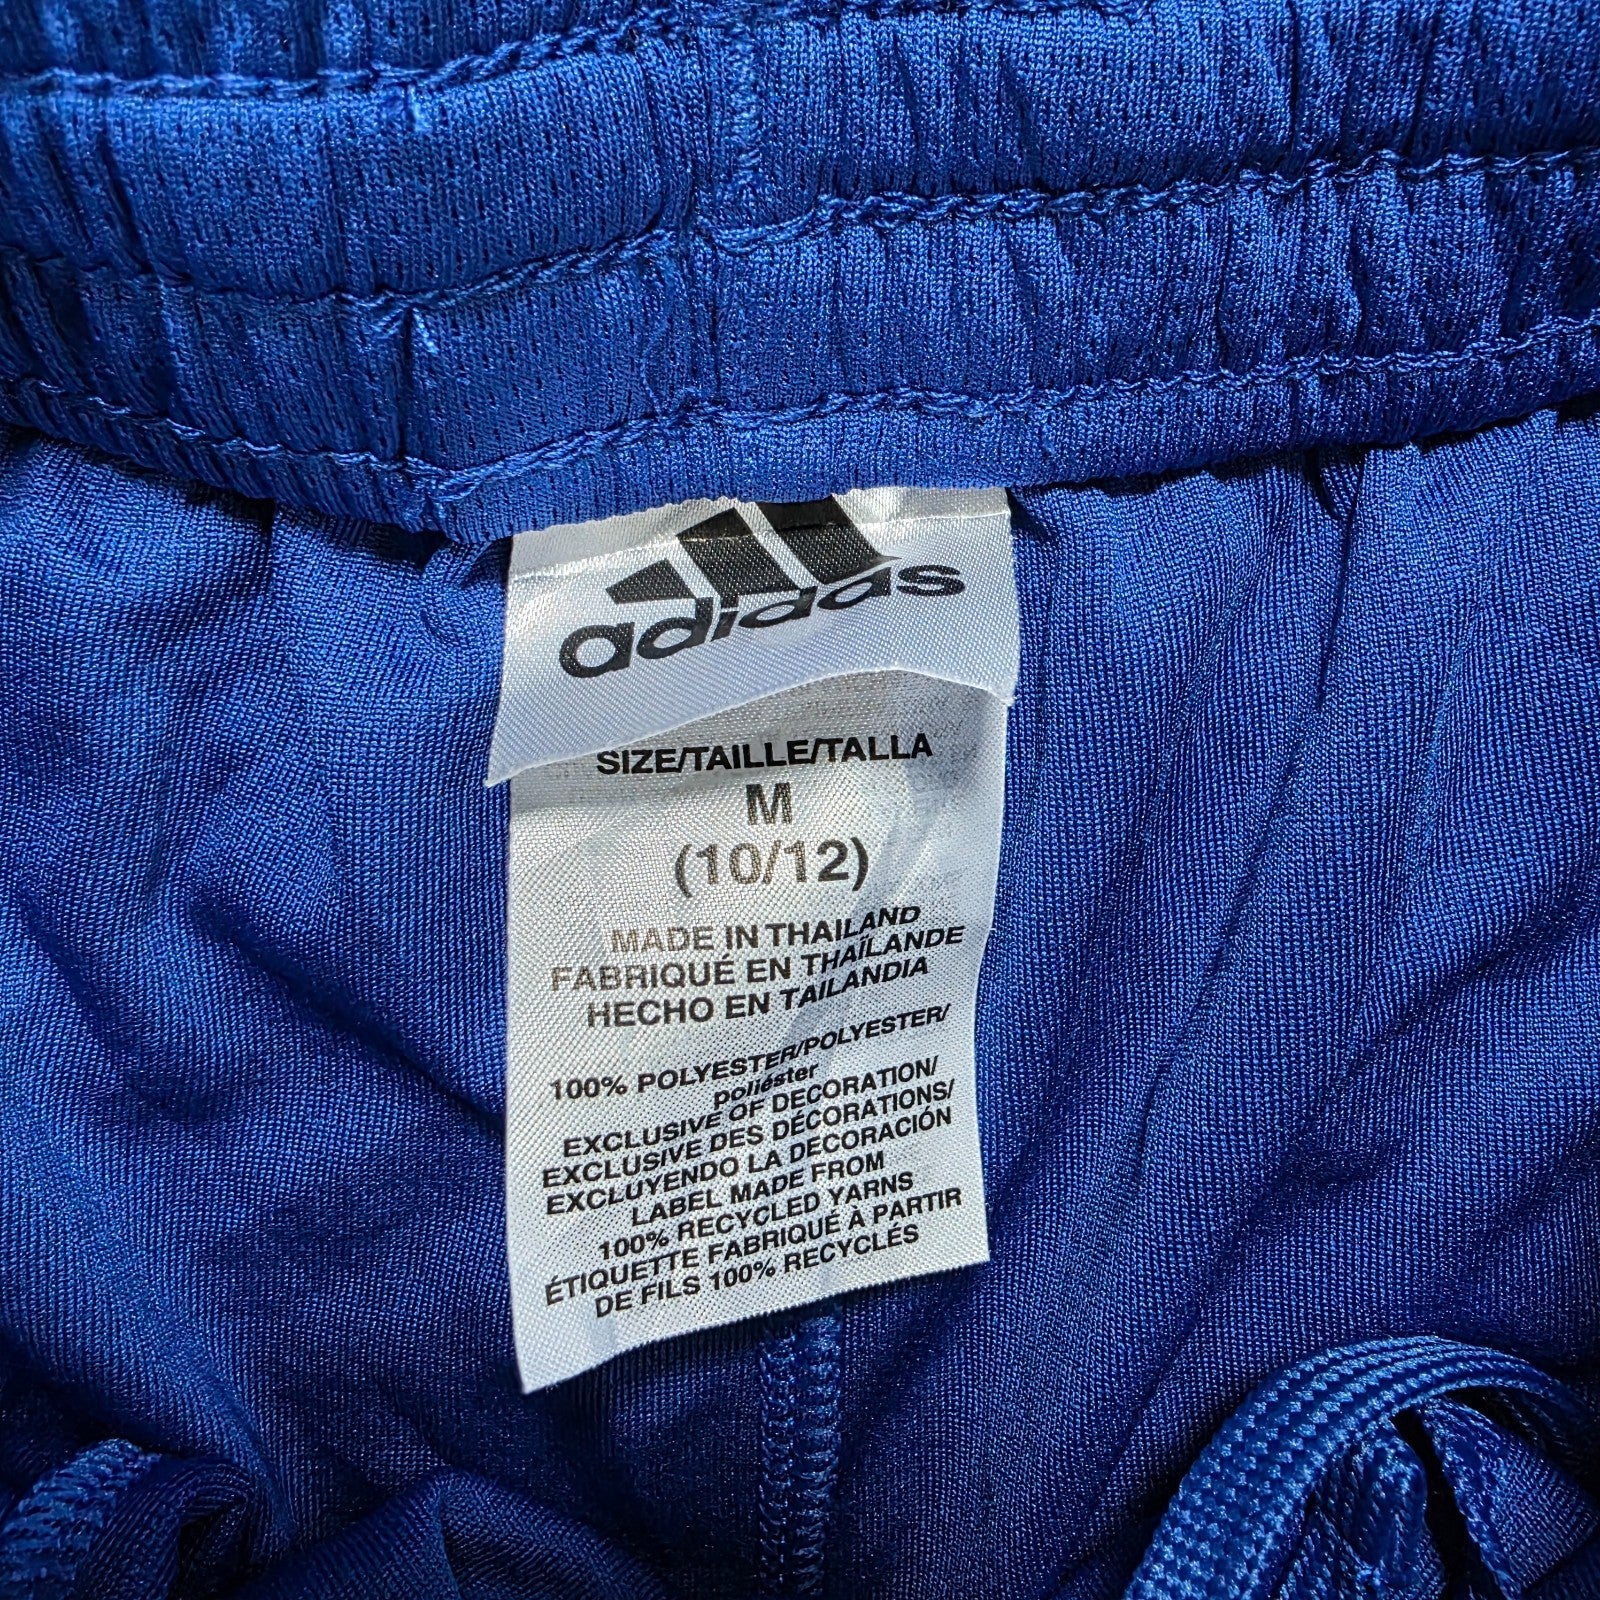 adidas
SIZE/TAILLE/TALLA
M
(10/12)
MADE IN THAILAND
FABRIQUÉ EN THAÏLANDE
HECHO EN TAILANDIA
100% POLYESTER/POLYESTER/
poliéster
EXCLUSIVE OF DECORATION/
EXCLUSIVE DES DÉCORATIONS/
EXCLUYENDO LA DECORACIÓN
LABEL MADE FROM
100% RECYCLED YARNS
ÉTIQUETTE FABRIQUÉ À PARTIR
DE FILS 100% RECYCLÉS